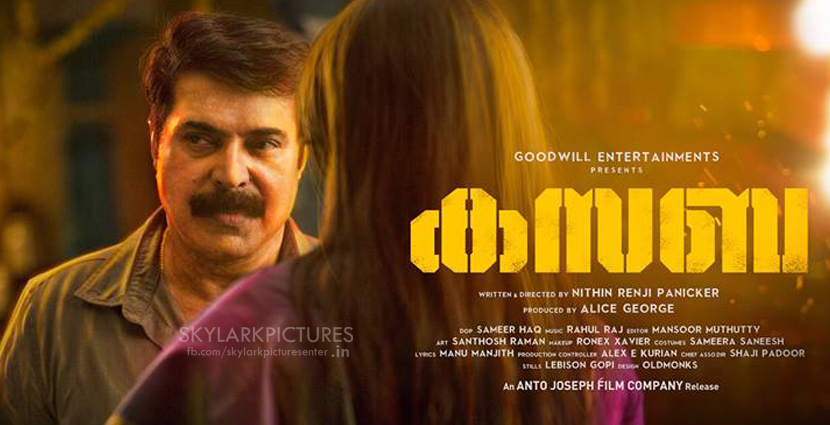 GOODWILL ENTERTAINMENTS
PRESENTS
കസബ
WRITTEN & DIRECTED BY NITHIN RENJI PANICKER
PRODUCED BY ALICE GEORGE
DOP SAMEER HAQ MUSIC RAHUL RAJ EDITOR MANSOOR MUTHUTTY
ART SANTHOSH RAMAN MAKEUP RONEX XAVIER COSTUMES SAMEERA SANEESH
LYRICS MANU MANJITH PRODUCTION CONTROLLER ALEX E KURIAN CHIEF ASSO.DIR SHAJI PADOOR
STILLS LEBISON GOPI DESIGN OLDMONKS
An ANTO JOSEPH FILM COMPANY Release
SKYLARKPICTURES
fb.com/skylarkpicturesenter .in